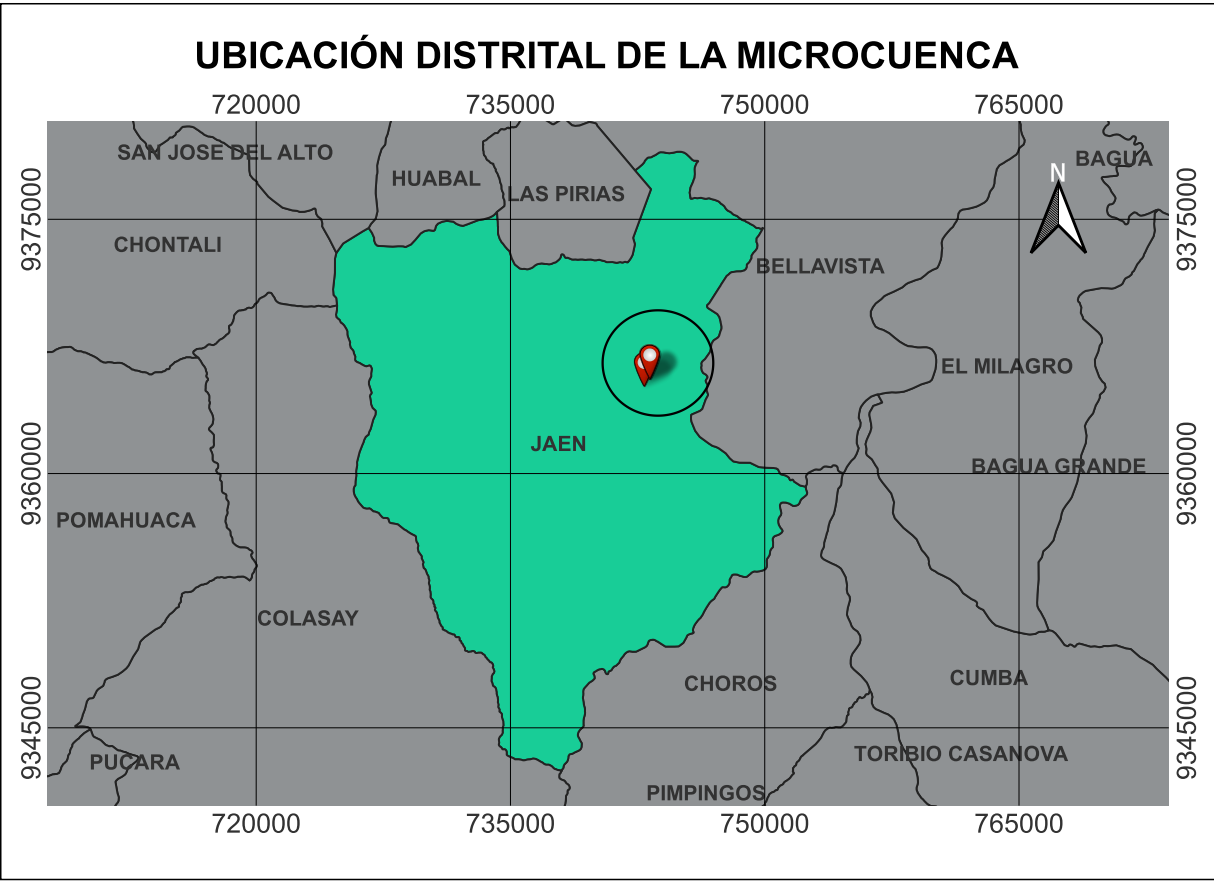 UBICACIÓN DISTRITAL DE LA MICROCUENCA
720000 735000 750000 765000
SAN JOSE DEL ALTO
BAGUA
N
HUABAL
LAS PIRIAS
9375000
9375000
CHONTALI
BELLAVISTA
EL MILAGRO
JAEN
9360000
9360000
BAGUA GRANDE
POMAHUACA
COLASAY
CHOROS
CUMBA
9345000
9345000
PUCARA
TORIBIO CASANOVA
PIMPINGOS
720000 735000 750000 765000